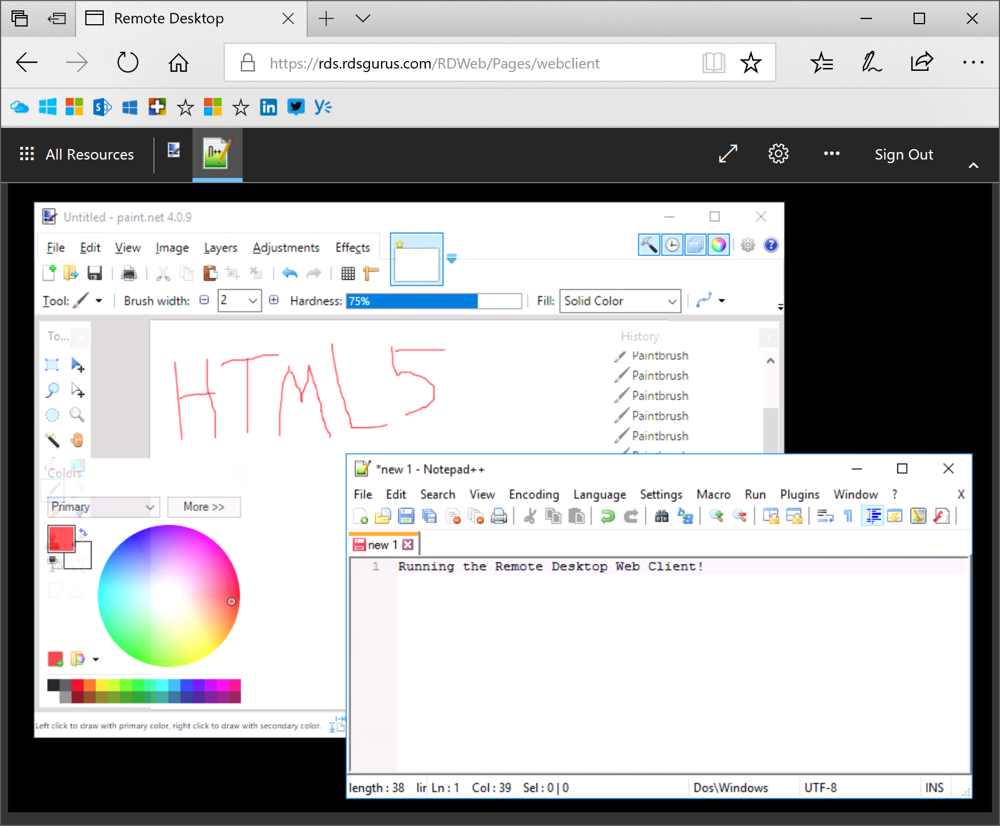 Remote Desktop
https://rds.rdsgurus.com/RDWeb/Pages/webclient
All Resources
Sign Out
Untitled - paint.net 4.0.9
File Edit View Image Layers Adjustments Effects
Tool: Brush width: 2 Hardness: 75% Fill: Solid Color
To...
History
HTML5
Paintbrush
Paintbrush
Paintbrush
Paintbrush
Paintbrush
Colors
Primary More >>
Left click to draw with primary color, right click to draw with secondary color.
*new 1 - Notepad++
File Edit Search View Encoding Language Settings Macro Run Plugins Window ? X
new 1
1 Running the Remote Desktop Web Client!
length : 38 lin Ln : 1 Col : 39 Sel : 0 | 0 Dos\Windows UTF-8 INS